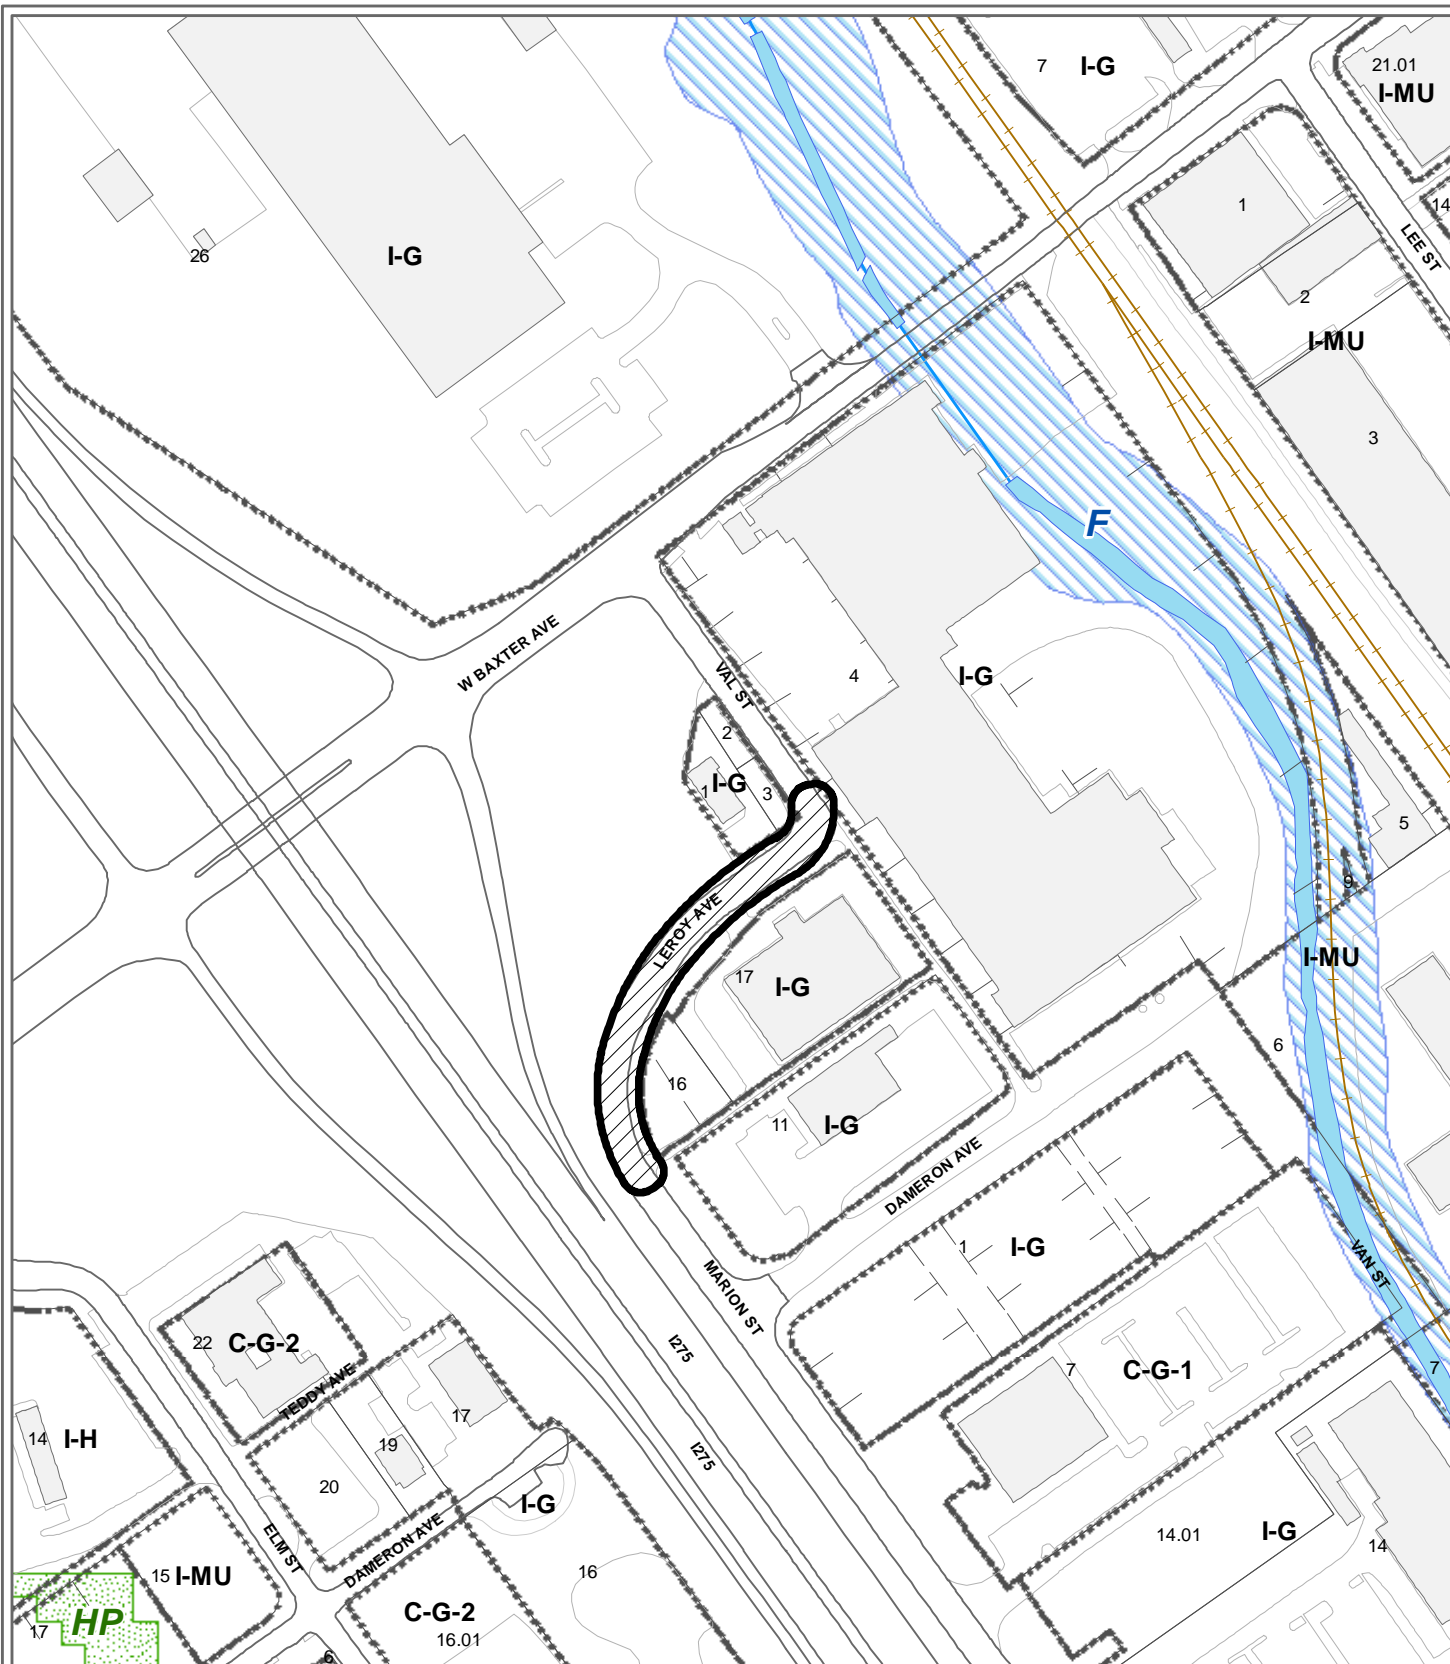 7
I-G
21.01
I-MU
14
1
LEE ST
26
I-G
2
I-MU
3
F
W BAXTER AVE
VAL ST
4
I-G
2
I-G
1
3
5
9
LEROY AVE
I-MU
17
I-G
6
16
11
I-G
DAMERON AVE
1
I-G
VAN ST
MARION ST
22
C-G-2
I275
7
C-G-1
7
TEDDY AVE
17
14
I-H
19
I275
20
I-G
14.01
I-G
14
ELM ST
DAMERON AVE
15
I-MU
16
C-G-2
16.01
HP
17
6